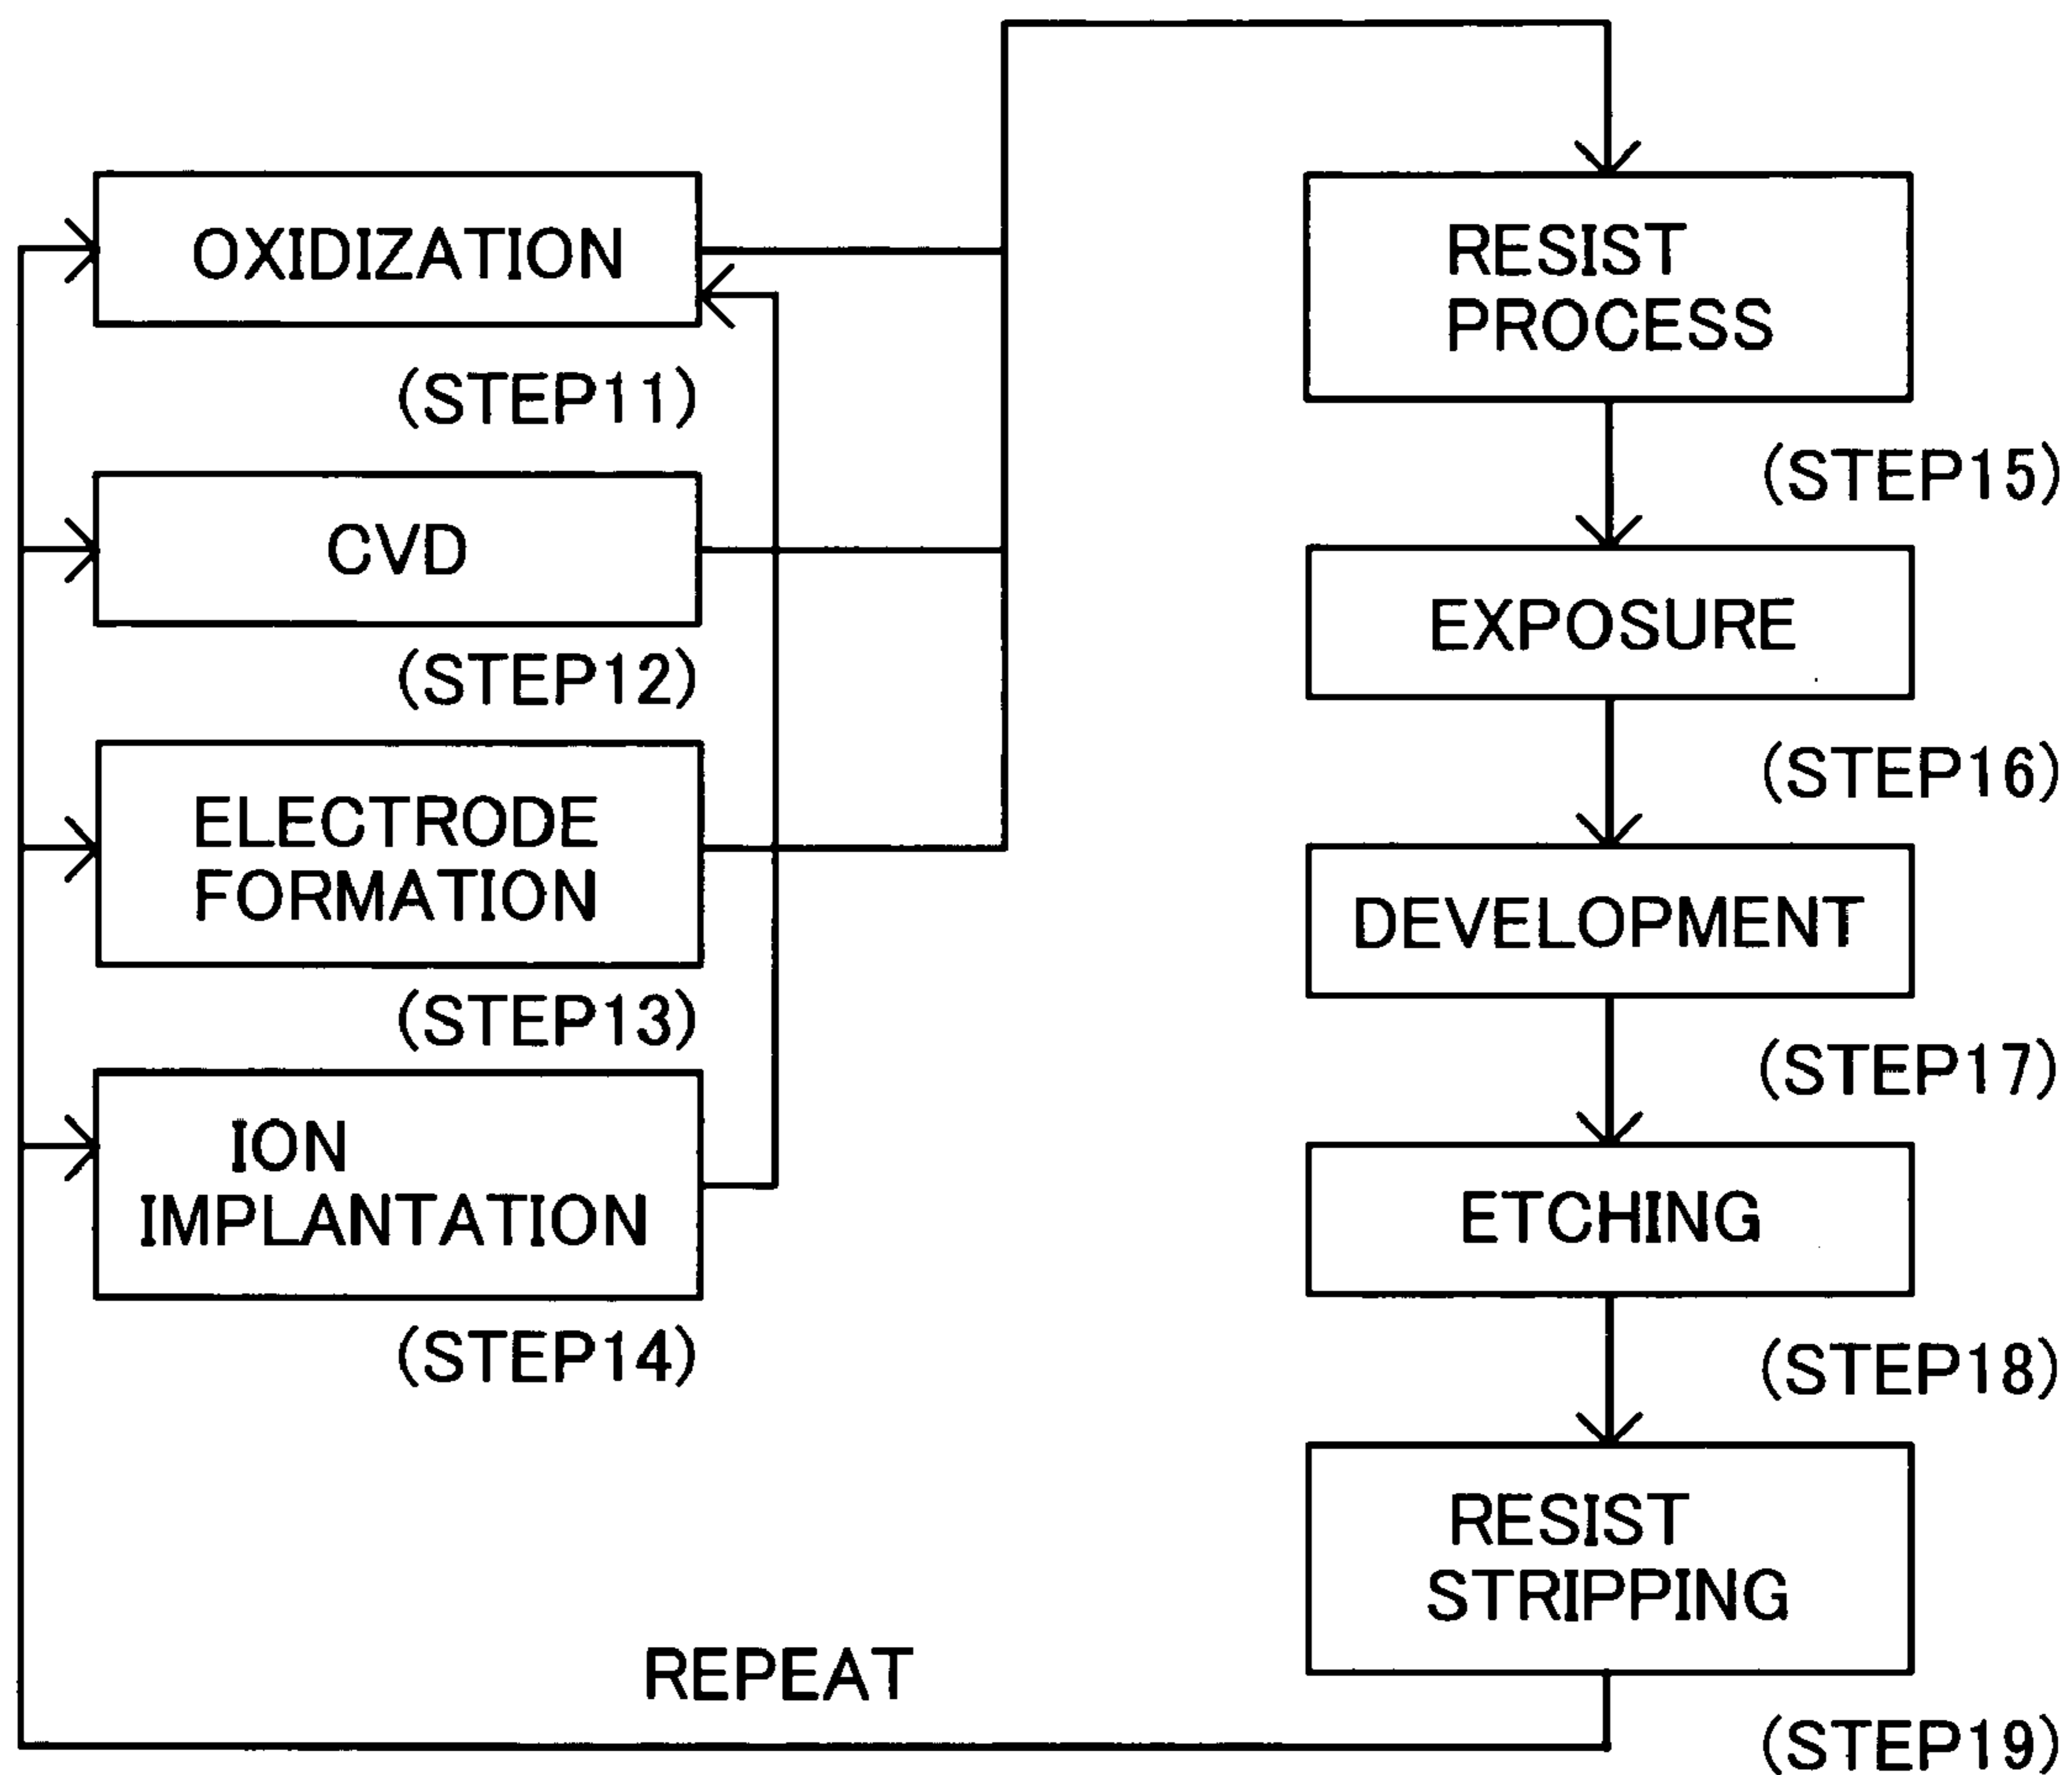 OXIDIZATION
(STEP11)
CVD
(STEP12)
ELECTRODE
FORMATION
(STEP13)
ION
IMPLANTATION
(STEP14)
RESIST
PROCESS
(STEP15)
EXPOSURE
(STEP16)
DEVELOPMENT
(STEP17)
ETCHING
(STEP18)
RESIST
STRIPPING
(STEP19)
REPEAT